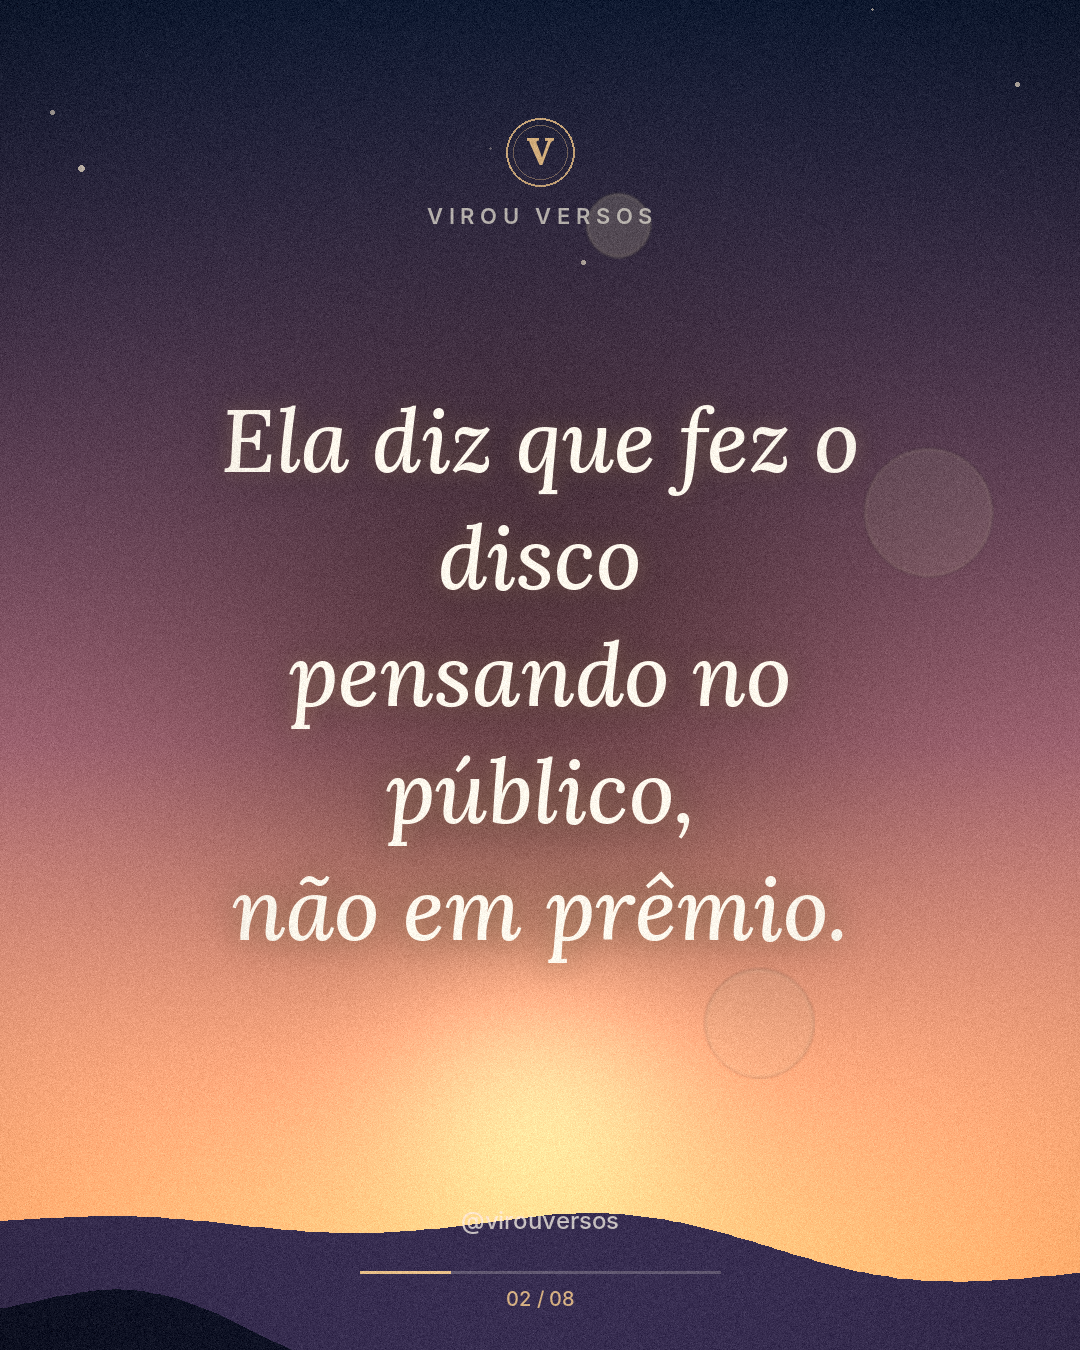 V
VIROU VERSOS
Ela diz que fez o
disco
pensando no
público,
não em prêmio.
@virouversos
02 / 08